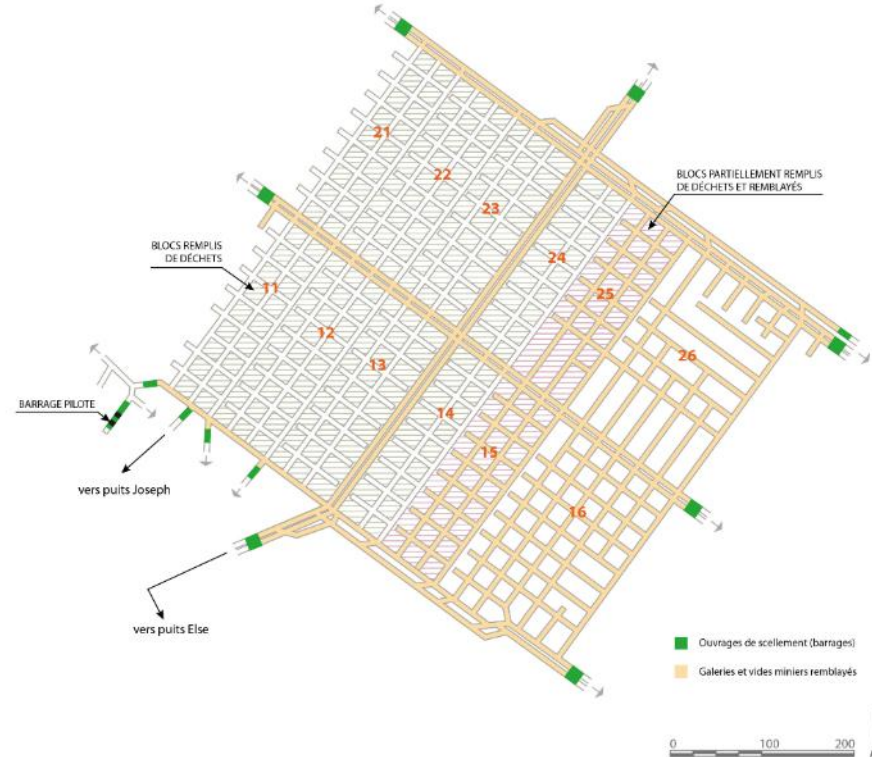 21
22
BLOCS PARTIELLEMENT REMPLIS
DE DÉCHETS ET REMBLAYÉS
23
BLOCS REMPLIS
DE DÉCHETS
24
11
25
12
26
13
BARRAGE PILOTE
14
15
vers puits Joseph
16
vers puits Else
Ouvrages de scellement (barrages)
Galeries et vides miniers remblayés
0 100 200